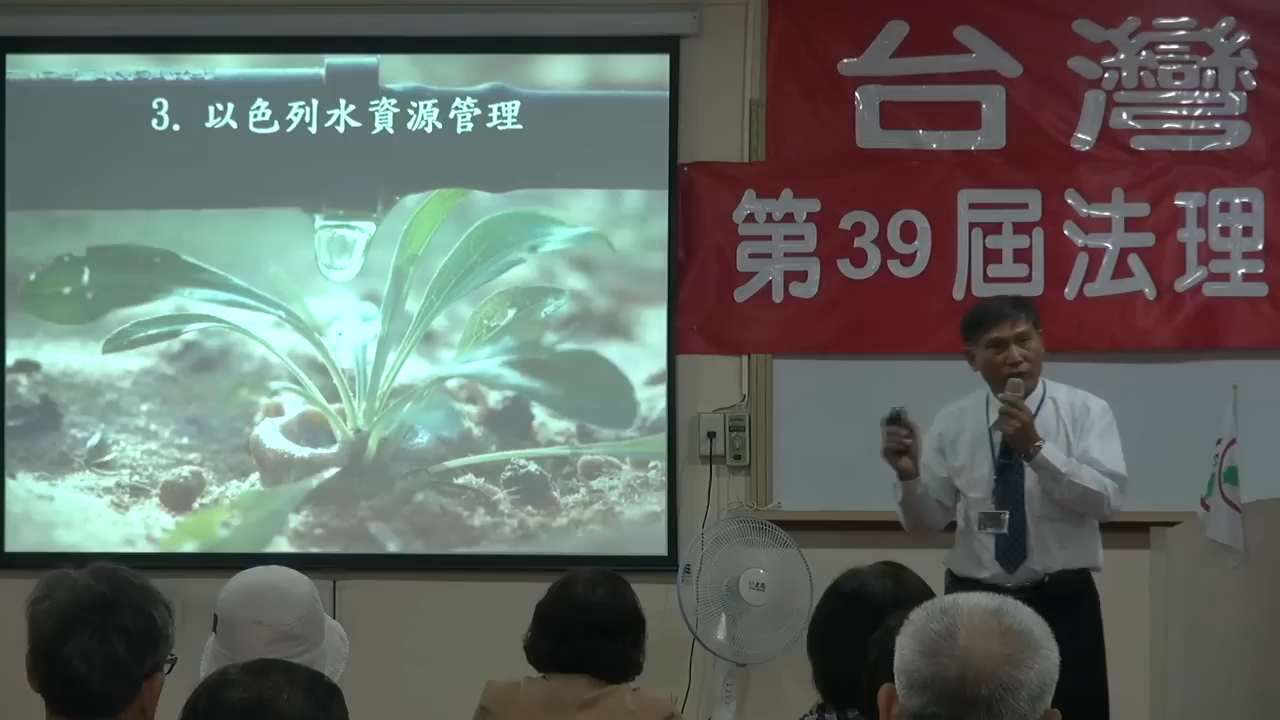 3. 以色列水資源管理
台灣
第39屆法理